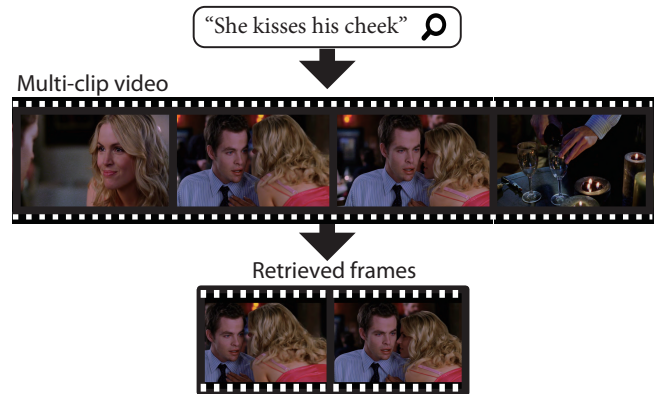 “She kisses his cheek”
Multi-clip video
Retrieved frames